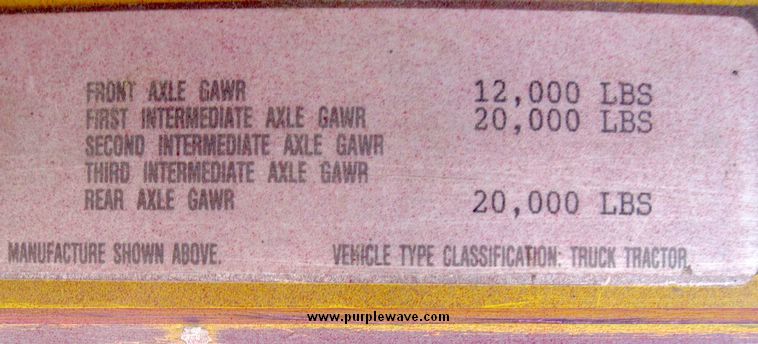 FRONT AXLE GAWR 12,000 LBS
FIRST INTERMEDIATE AXLE GAWR 20,000 LBS
SECOND INTERMEDIATE AXLE GAWR
THIRD INTERMEDIATE AXLE GAWR
REAR AXLE GAWR 20,000 LBS
MANUFACTURE SHOWN ABOVE. VEHICLE TYPE CLASSIFICATION: TRUCK TRACTOR
www.purplewave.com